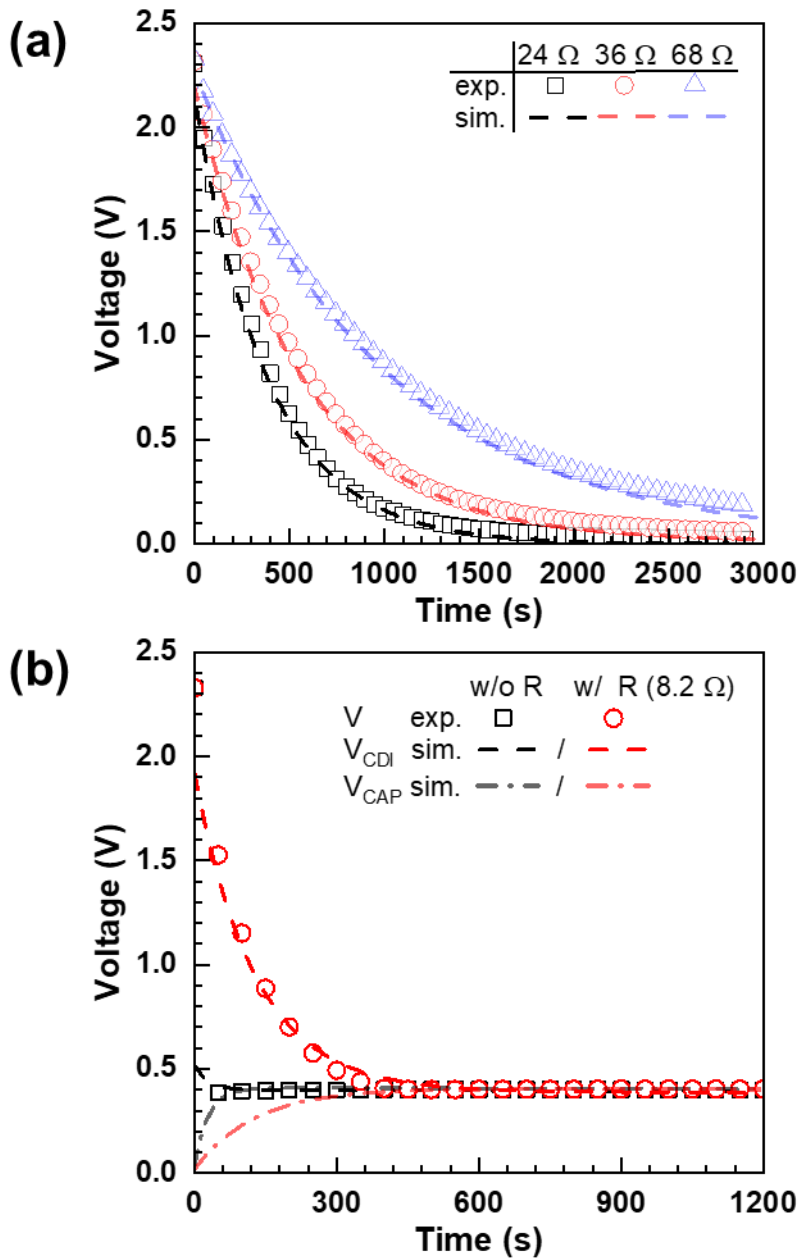 (a)
24 Ω 36 Ω 68 Ω
exp.
sim.
2.5
2.0
1.5
1.0
0.5
0.0
Voltage (V)
0 500 1000 1500 2000 2500 3000
Time (s)
(b)
w/o R w/ R (8.2 Ω)
V exp.
V_CDI sim. /
V_CAP sim. /
2.5
2.0
1.5
1.0
0.5
0.0
Voltage (V)
0 300 600 900 1200
Time (s)